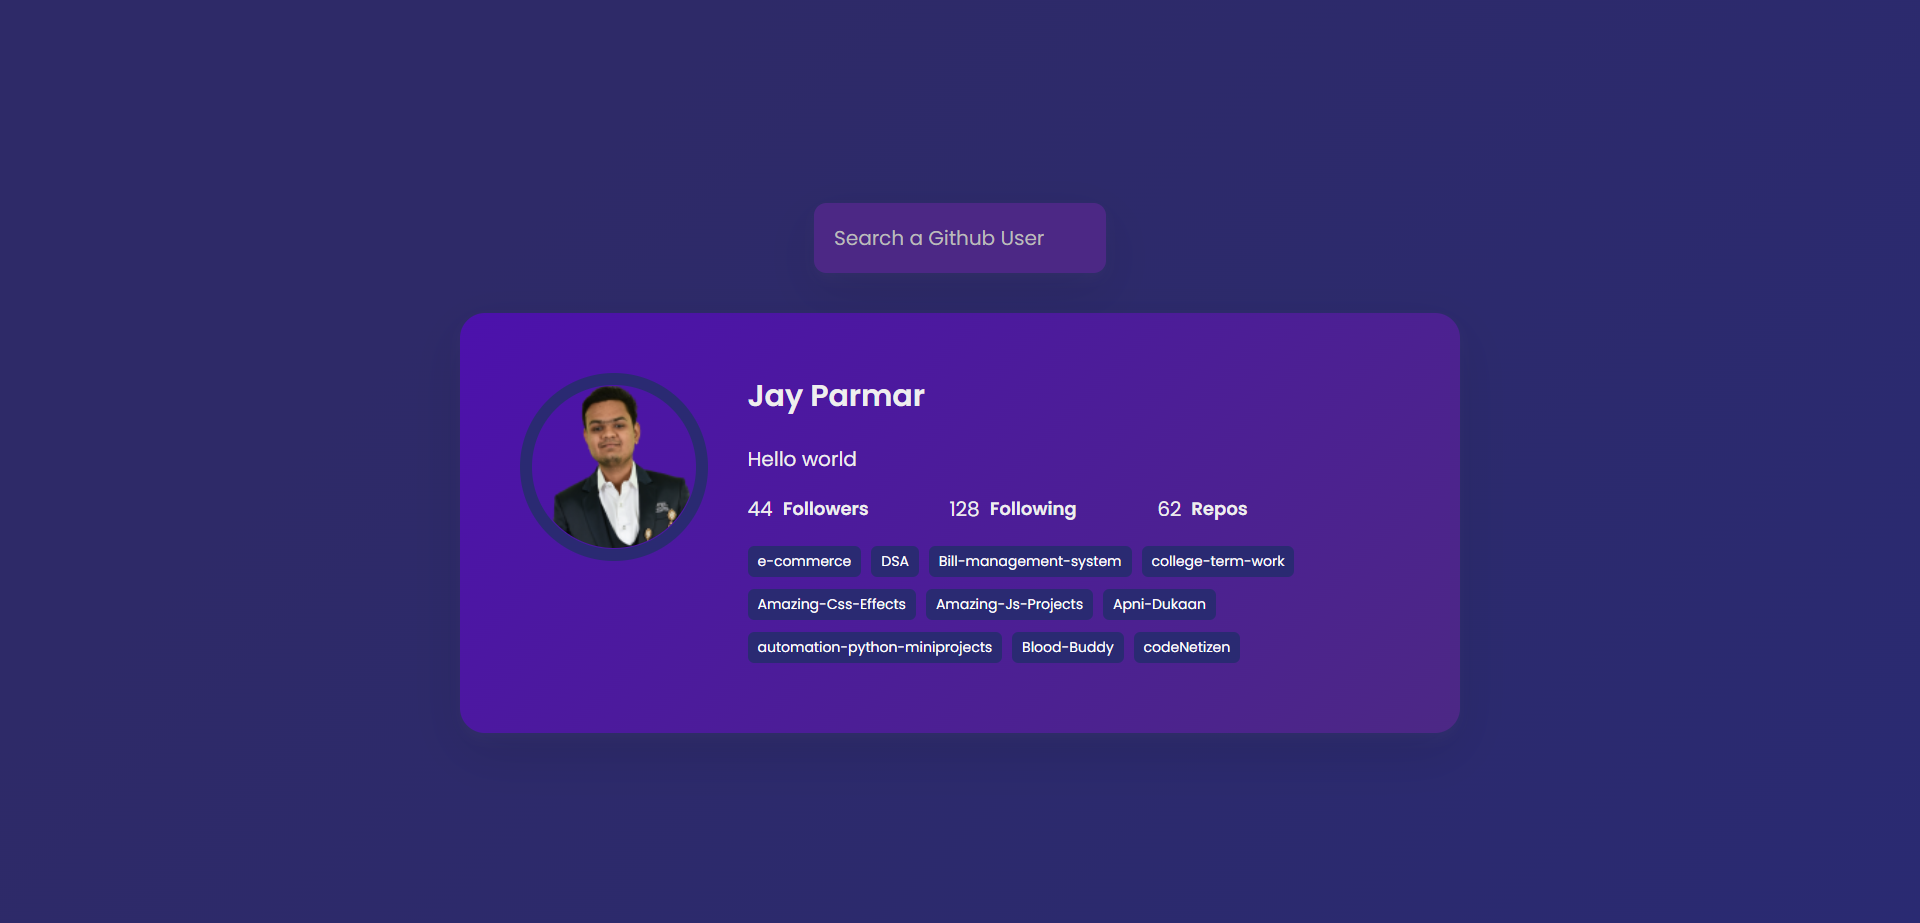 Search a Github User
Jay Parmar
Hello world
44 Followers 128 Following 62 Repos
e-commerce DSA Bill-management-system college-term-work
Amazing-Css-Effects Amazing-Js-Projects Apni-Dukaan
automation-python-miniprojects Blood-Buddy codeNetizen